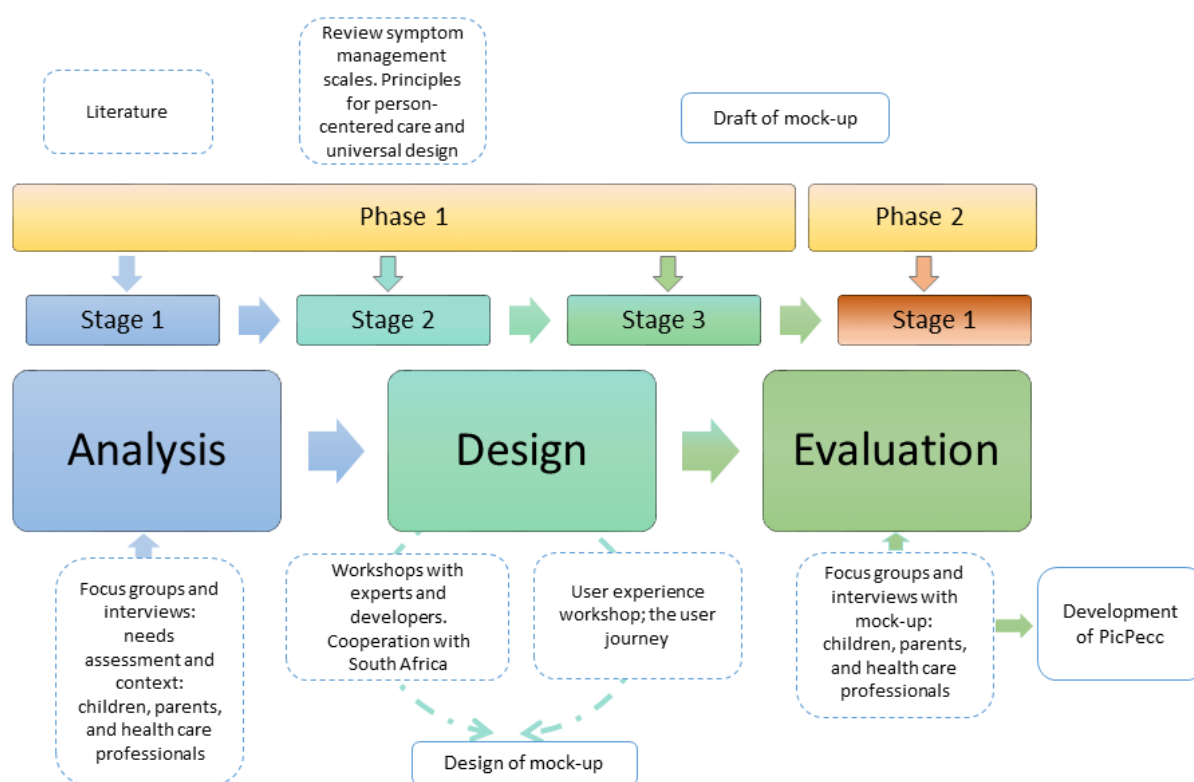 Review symptom
management
scales. Principles
for person-
centered care and
universal design
Literature
Draft of mock-up
Phase 1
Phase 2
Stage 1
Stage 2
Stage 3
Stage 1
Analysis
Design
Evaluation
Focus groups and
interviews:
needs
assessment and
context:
children, parents,
and health care
professionals
Workshops with
experts and
developers.
Cooperation with
South Africa
User experience
workshop; the user
journey
Focus groups and
interviews with
mock-up:
children, parents,
and health care
professionals
Development
of PicPecc
Design of mock-up